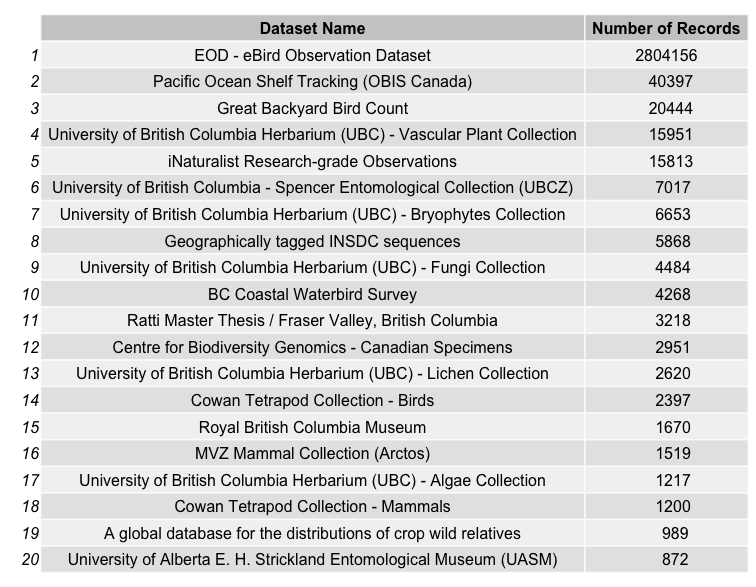 Dataset Name Number of Records
1 EOD - eBird Observation Dataset 2804156
2 Pacific Ocean Shelf Tracking (OBIS Canada) 40397
3 Great Backyard Bird Count 20444
4 University of British Columbia Herbarium (UBC) - Vascular Plant Collection 15951
5 iNaturalist Research-grade Observations 15813
6 University of British Columbia - Spencer Entomological Collection (UBCZ) 7017
7 University of British Columbia Herbarium (UBC) - Bryophytes Collection 6653
8 Geographically tagged INSDC sequences 5868
9 University of British Columbia Herbarium (UBC) - Fungi Collection 4484
10 BC Coastal Waterbird Survey 4268
11 Ratti Master Thesis / Fraser Valley, British Columbia 3218
12 Centre for Biodiversity Genomics - Canadian Specimens 2951
13 University of British Columbia Herbarium (UBC) - Lichen Collection 2620
14 Cowan Tetrapod Collection - Birds 2397
15 Royal British Columbia Museum 1670
16 MVZ Mammal Collection (Arctos) 1519
17 University of British Columbia Herbarium (UBC) - Algae Collection 1217
18 Cowan Tetrapod Collection - Mammals 1200
19 A global database for the distributions of crop wild relatives 989
20 University of Alberta E. H. Strickland Entomological Museum (UASM) 872